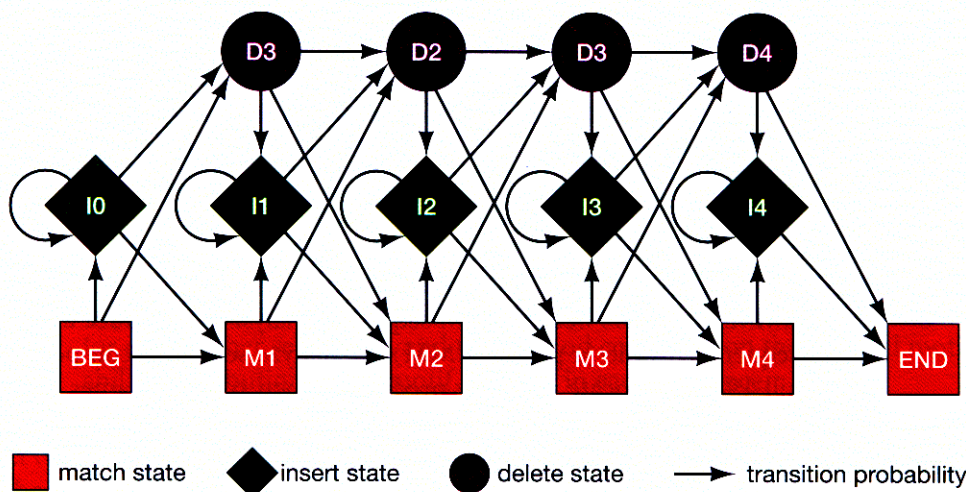 D3 D2 D3 D4
I0 I1 I2 I3 I4
BEG M1 M2 M3 M4 END
match state insert state delete state transition probability